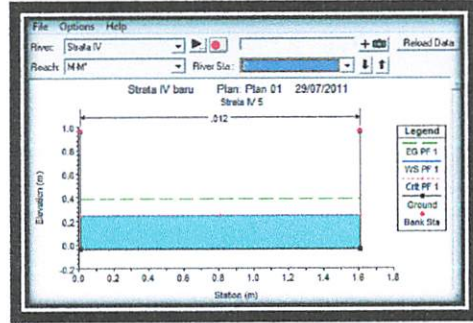 File Options Help
River: Strata IV Reload Data
Reach: M-M" River Sta.:
Strata IV baru Plan: Plan 01 29/07/2011
Strata IV 5
.012
Legend
EG PF 1
WS PF 1
Crit PF 1
Ground
Bank Sta
Elevation (m)
1.0
0.8
0.6
0.4
0.2
0.0
-0.2
0.0 0.2 0.4 0.6 0.8 1.0 1.2 1.4 1.6 1.8
Station (m)